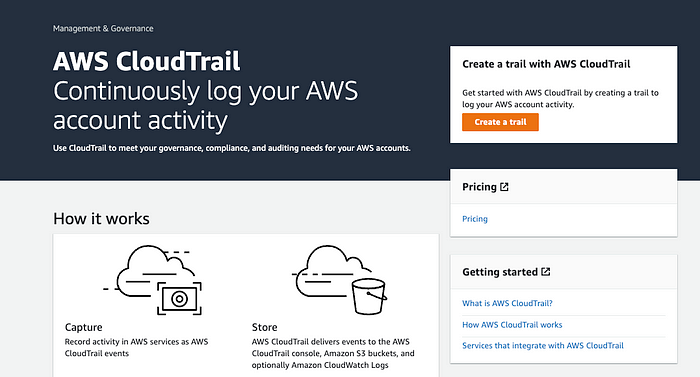 Management & Governance
AWS CloudTrail
Continuously log your AWS
account activity
Use CloudTrail to meet your governance, compliance, and auditing needs for your AWS accounts.
Create a trail with AWS CloudTrail
Get started with AWS CloudTrail by creating a trail to
log your AWS account activity.
Create a trail
Pricing
Pricing
Getting started
What is AWS CloudTrail?
How AWS CloudTrail works
Services that integrate with AWS CloudTrail
How it works
Capture
Record activity in AWS services as AWS
CloudTrail events
Store
AWS CloudTrail delivers events to the AWS
CloudTrail console, Amazon S3 buckets, and
optionally Amazon CloudWatch Logs